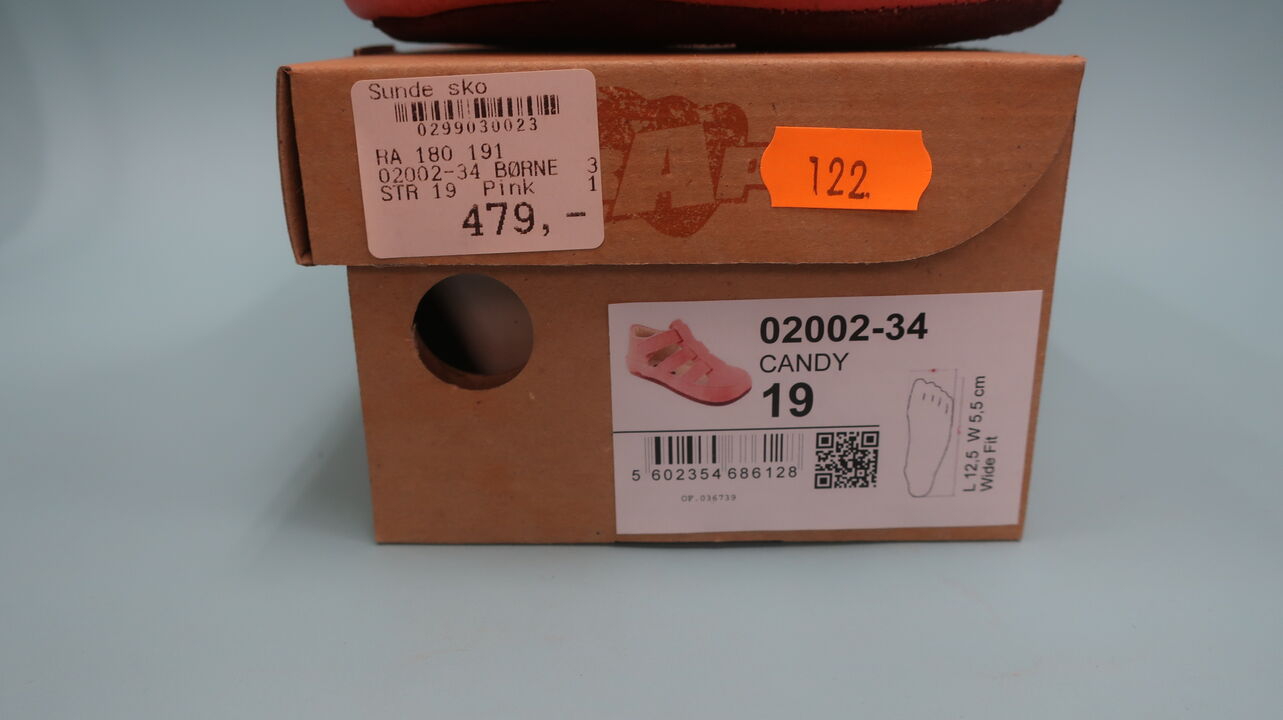 Sunde sko
0299030023
RA 180 191
02002-34 BØRNE 3
STR 19 Pink 1
479,-
122
02002-34
CANDY
19
5 602354 686128
OF.036739
L 12,5 W 5,5 cm
Wide Fit